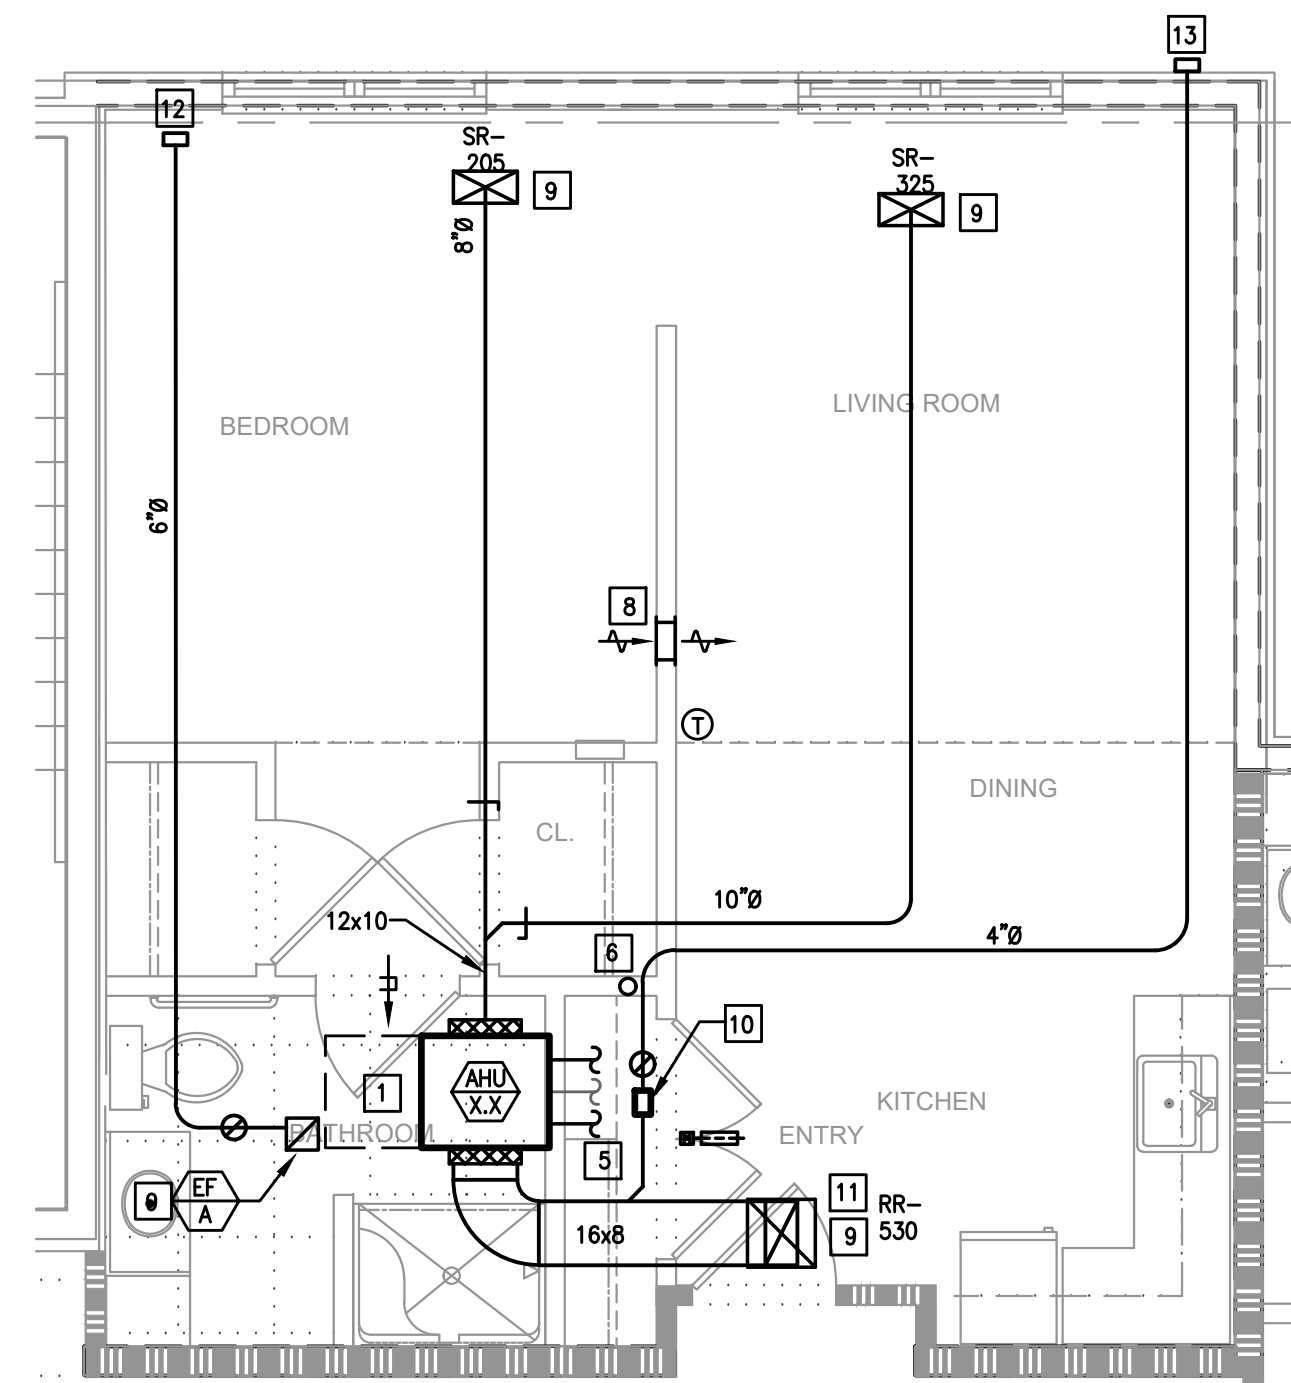 13
12
SR-
205
9
8"Ø
SR-
325
9
LIVING ROOM
BEDROOM
6"Ø
8
T
DINING
CL.
10"Ø
12x10
4"Ø
6
10
1
AHU
X.X
KITCHEN
BATHROOM
ENTRY
5
EF
A
11
RR-
530
9
16x8